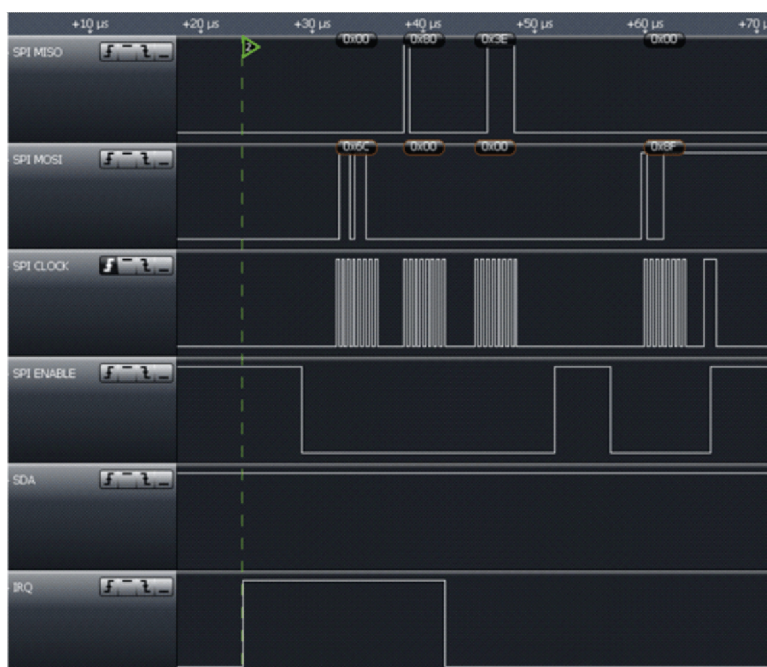 +10 μs +20 μs +30 μs +40 μs +50 μs +60 μs +70 μs
SPI MISO
2
0x00 0x80 0x3E 0x00
SPI MOSI
0x6C 0x00 0x00 0x8F
SPI CLOCK
SPI ENABLE
SDA
IRQ